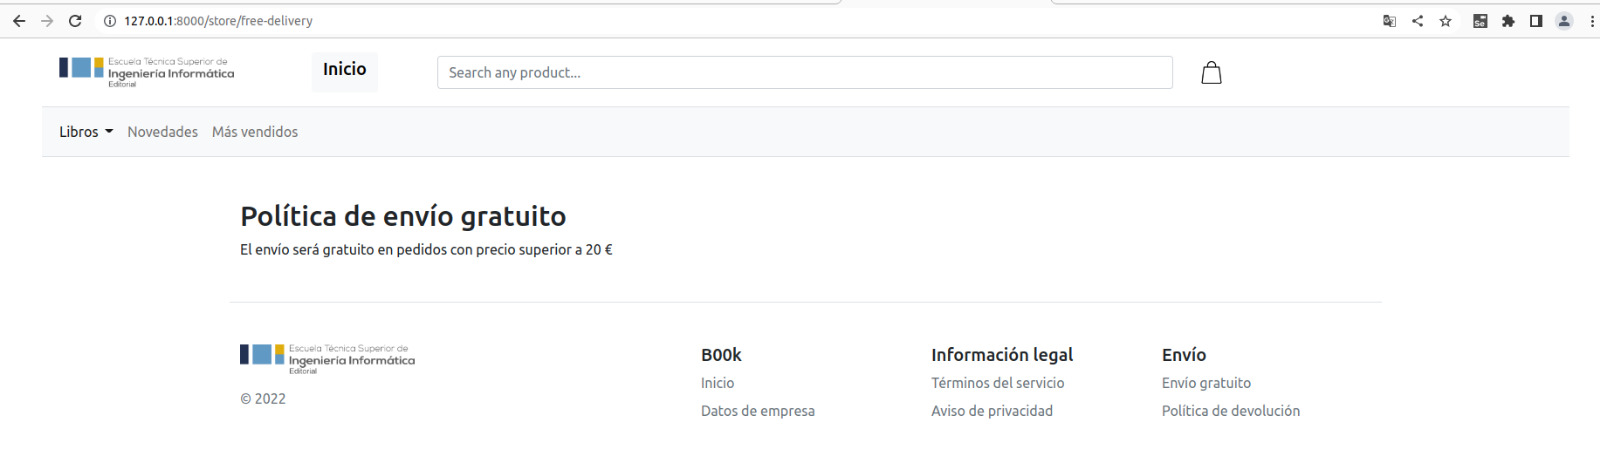 127.0.0.1:8000/store/free-delivery
Se
Escuela Técnica Superior de
Ingeniería Informática
Editorial
Inicio
Search any product...
Libros
Novedades
Más vendidos
Política de envío gratuito
El envío será gratuito en pedidos con precio superior a 20 €
Escuela Técnica Superior de
Ingeniería Informática
Editorial
© 2022
B00k
Inicio
Datos de empresa
Información legal
Términos del servicio
Aviso de privacidad
Envío
Envío gratuito
Política de devolución